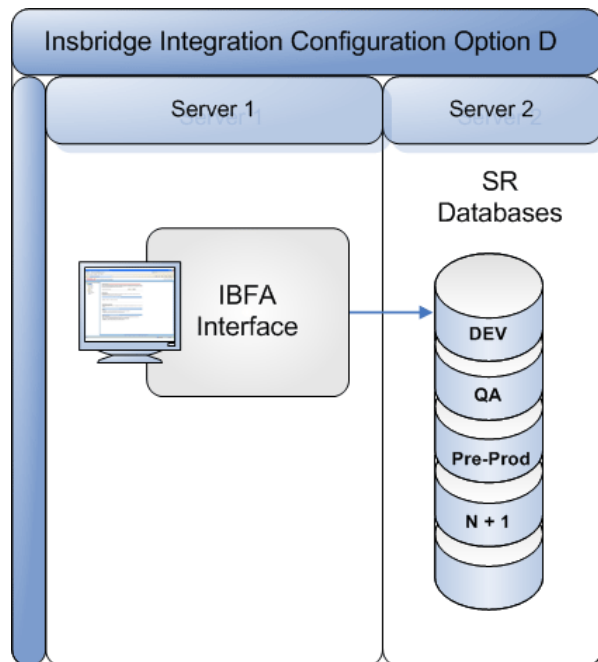 Insbridge Integration Configuration Option D
Server 1
Server 2
SR
Databases
IBFA
Interface
DEV
QA
Pre-Prod
N + 1